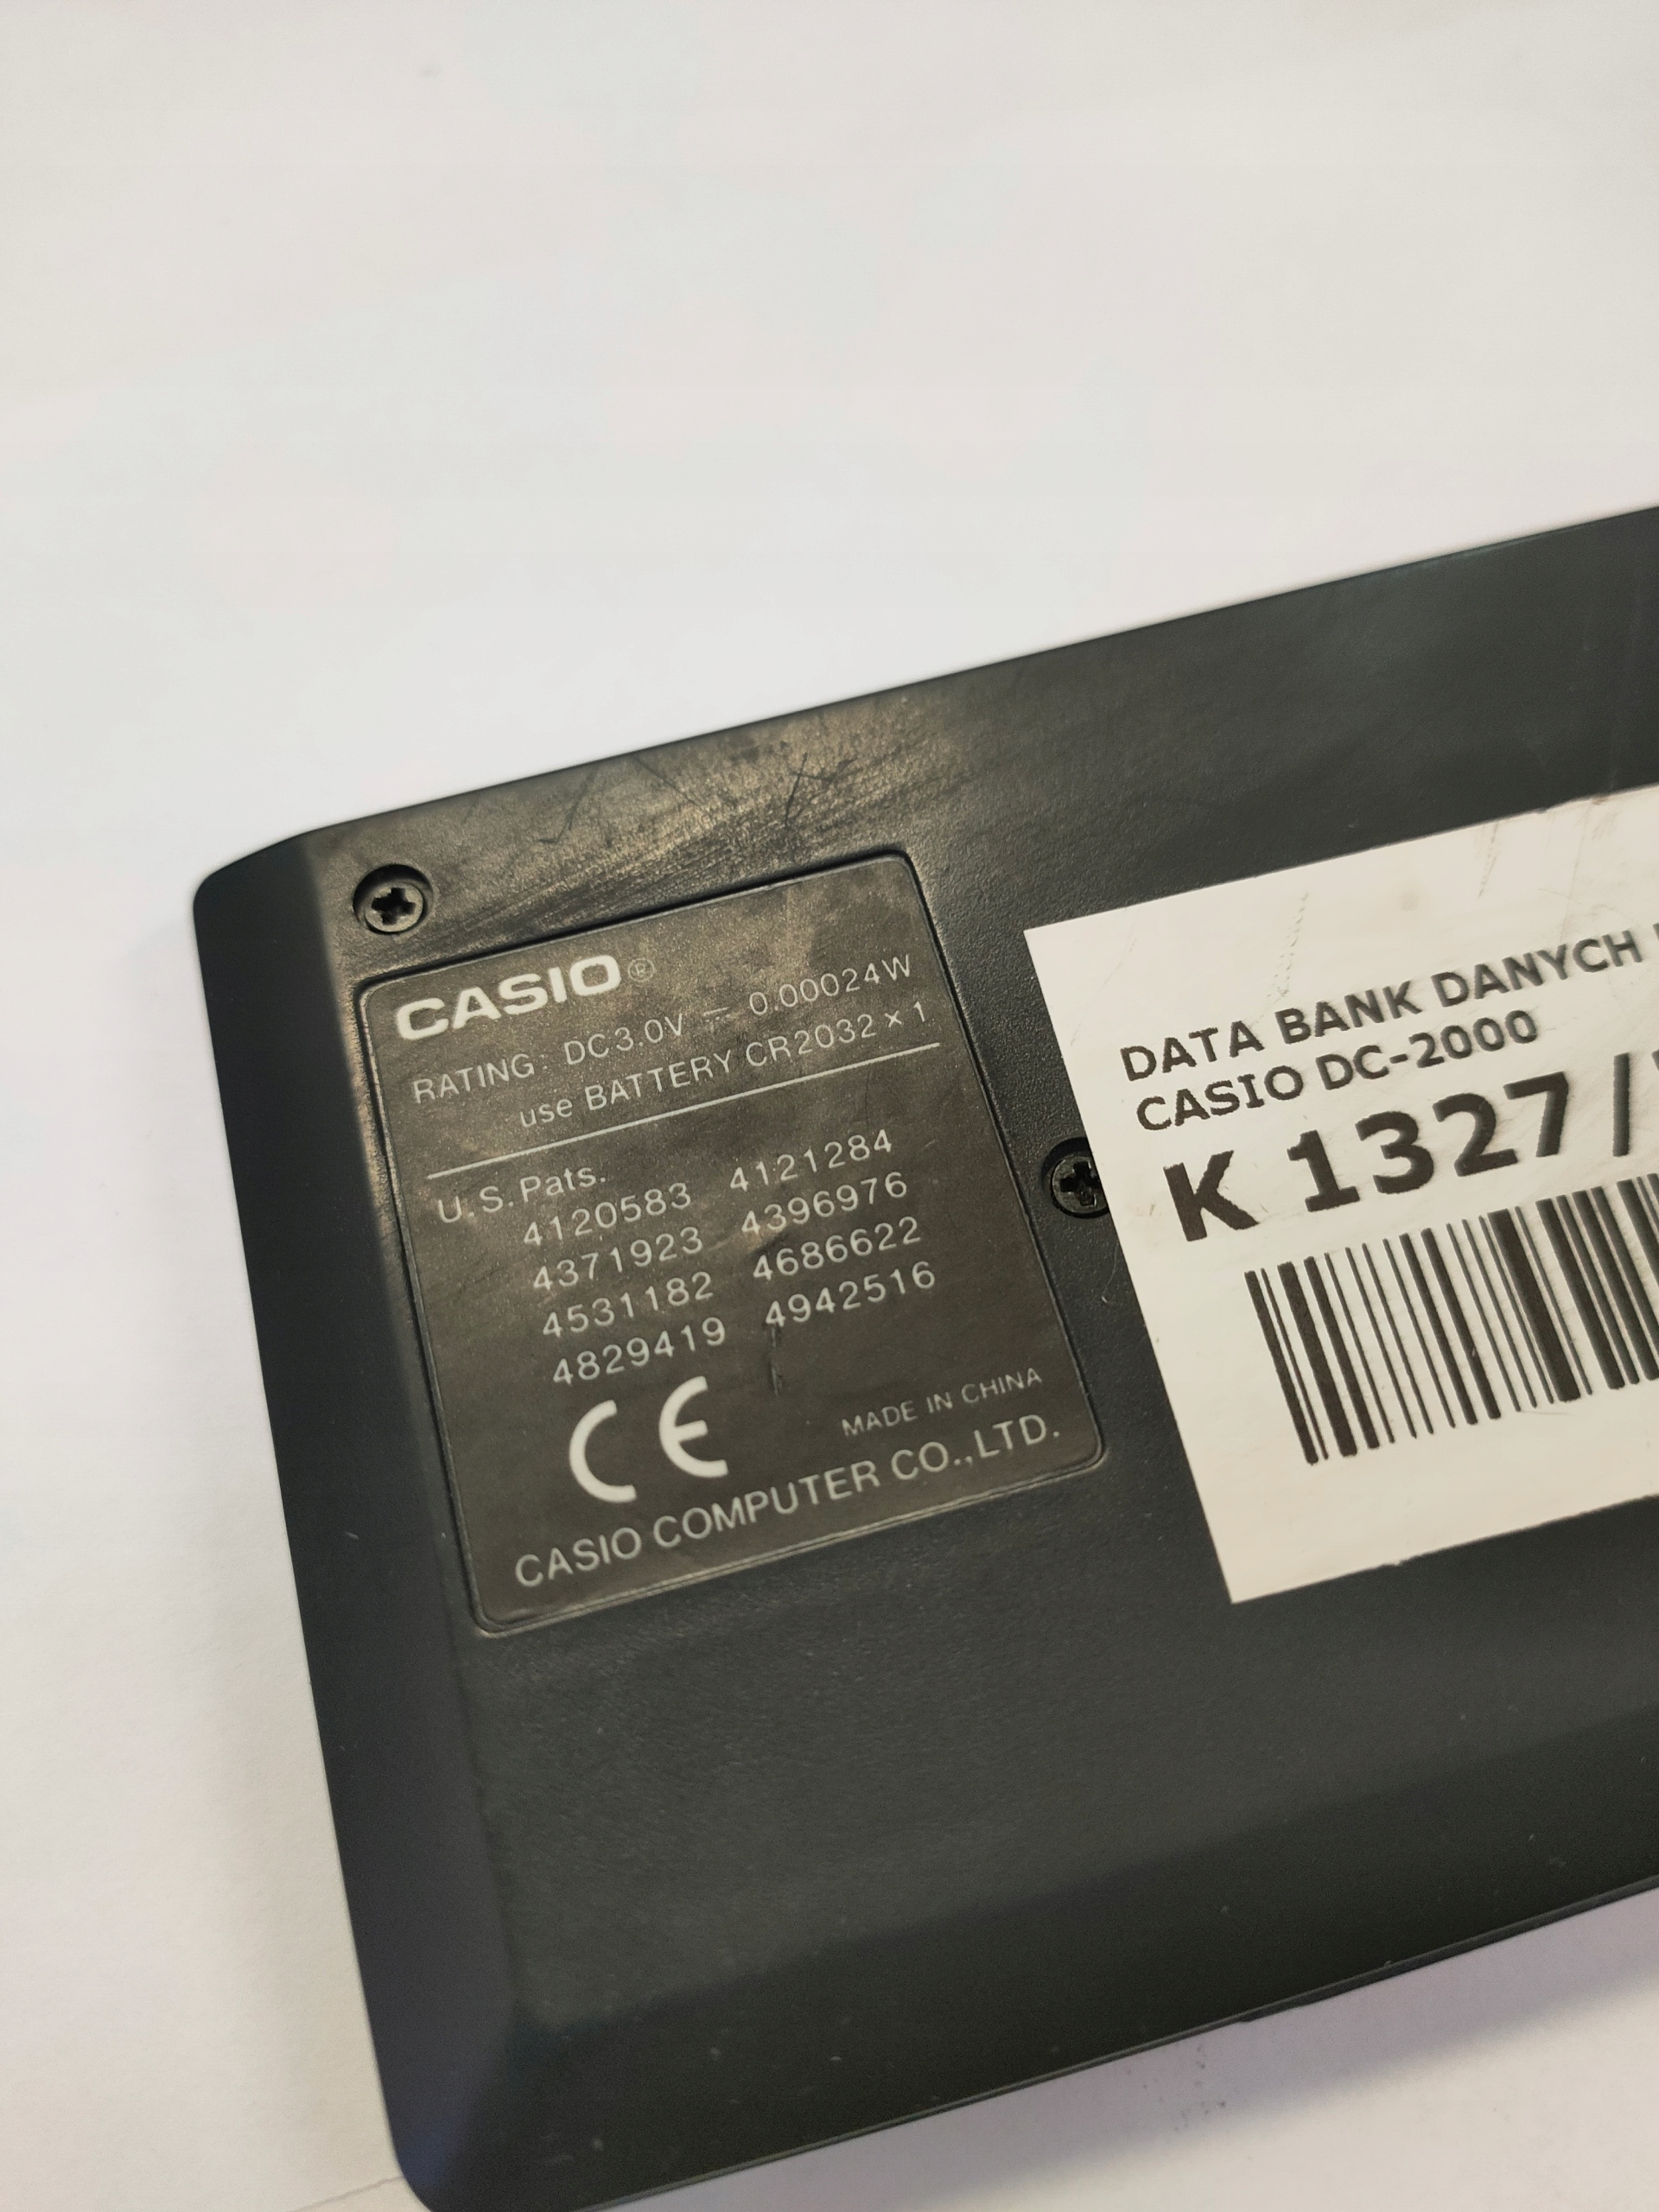 CASIO®
RATING: DC3.0V ⎓ 0.00024W
use BATTERY CR2032 × 1
U.S.Pats.
4120583 4121284
4371923 4396976
4531182 4686622
4829419 4942516
CE MADE IN CHINA
CASIO COMPUTER CO.,LTD.
DATA BANK DANYCH
CASIO DC-2000
K 1327/